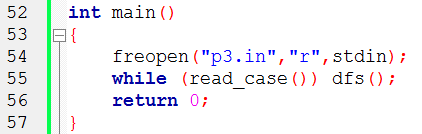 52 int main()
53 {
54 freopen("p3.in","r",stdin);
55 while (read_case()) dfs();
56 return 0;
57 }